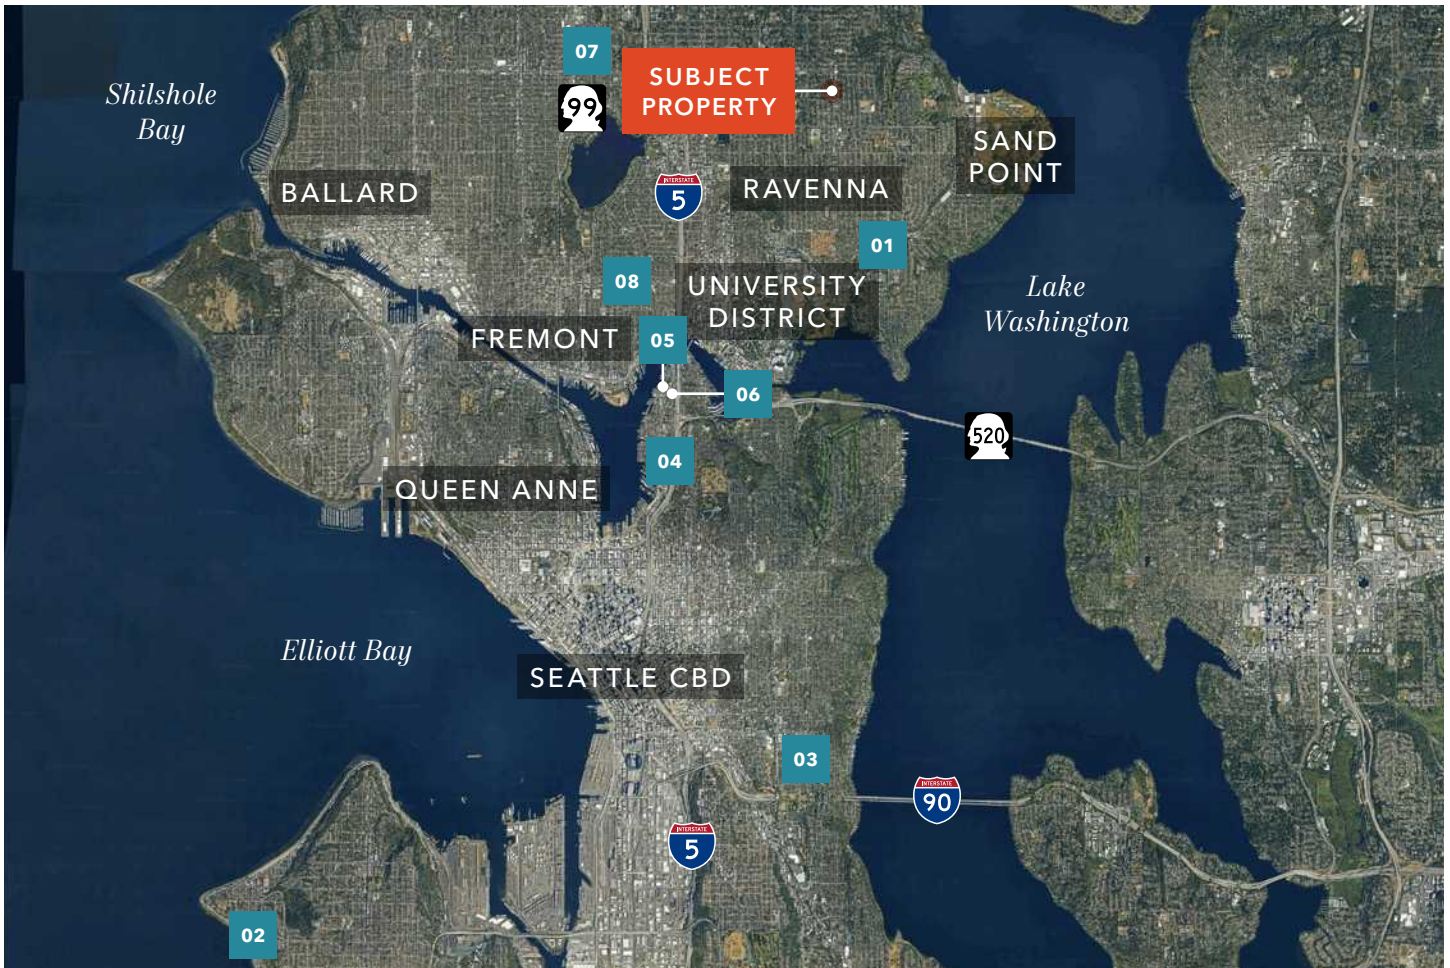 07
SUBJECT
PROPERTY
99
Shilshole
Bay
SAND
POINT
BALLARD
INTERSTATE
5
RAVENNA
01
08
UNIVERSITY
DISTRICT
Lake
Washington
FREMONT
05
06
520
04
QUEEN ANNE
Elliott Bay
SEATTLE CBD
03
INTERSTATE
90
INTERSTATE
5
02